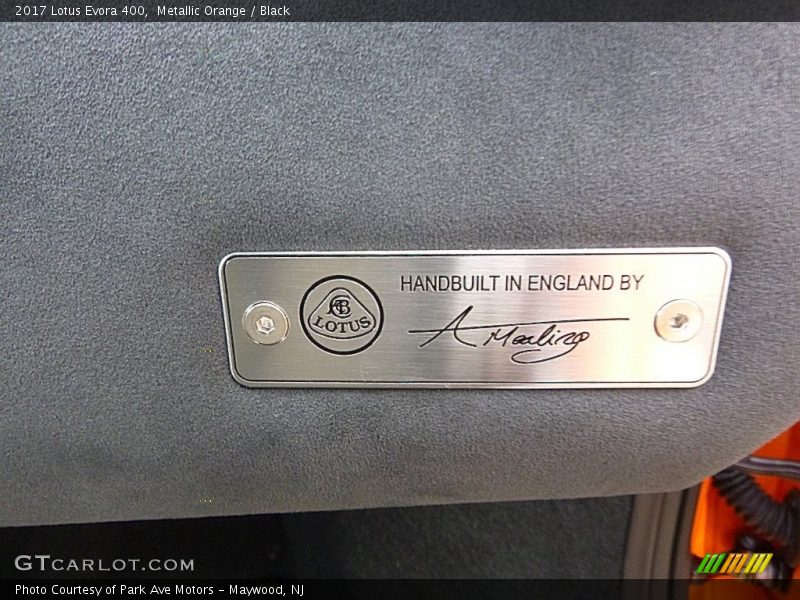 2017 Lotus Evora 400,  Metallic Orange / Black
HANDBUILT IN ENGLAND BY
LOTUS
A
GTCARLOT.COM
Photo Courtesy of Park Ave Motors – Maywood, NJ